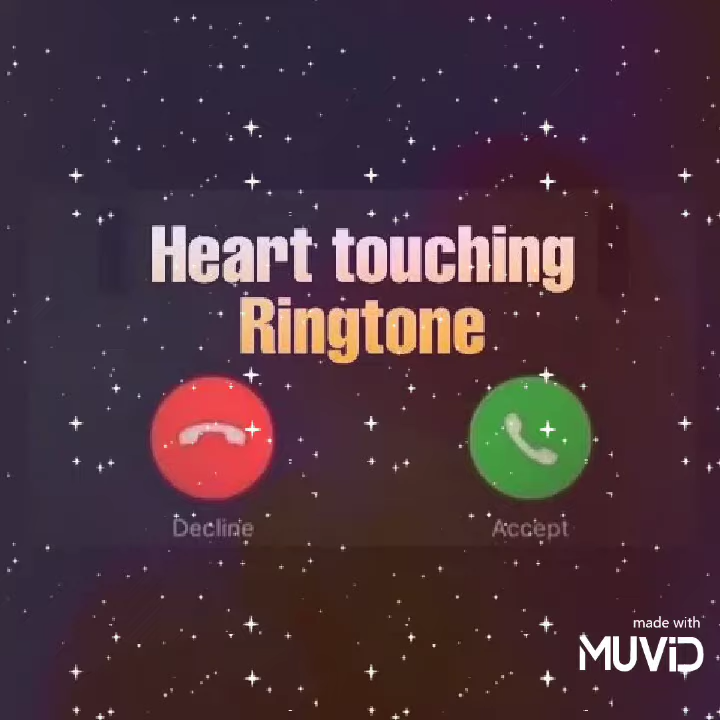 Heart touching
Ringtone
Decline
Accept
made with
MUViD